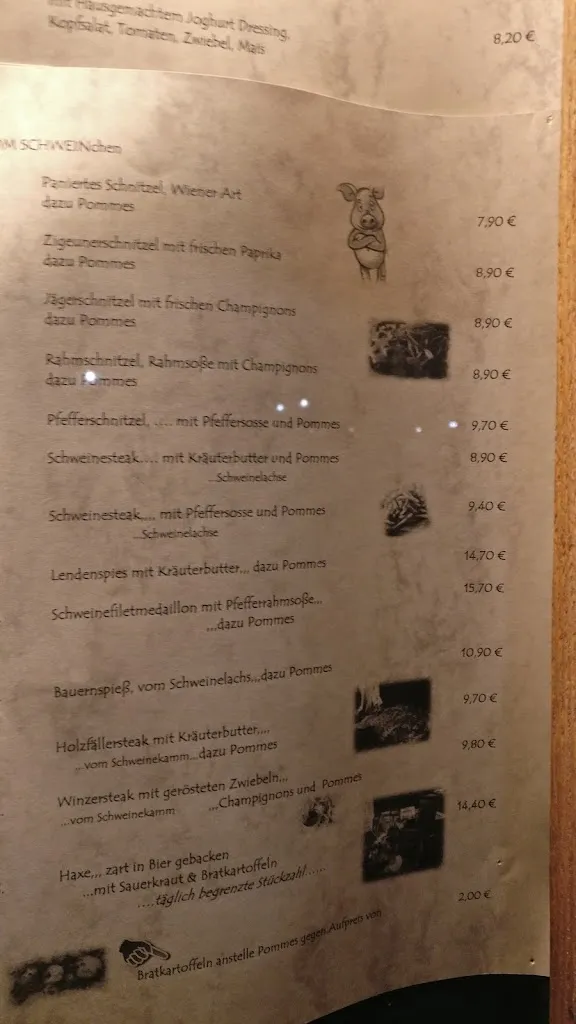 mit Hausgemachtem Joghurt Dressing,
Kopfsalat, Tomaten, Zwiebel, Mais 8,20 €
SCHWEINchen
Paniertes Schnitzel, Wiener Art
dazu Pommes 7,90 €
Zigeunerschnitzel mit frischen Paprika
dazu Pommes 8,90 €
Jägerschnitzel mit frischen Champignons
dazu Pommes 8,90 €
Rahmschnitzel, Rahmsoße mit Champignons
dazu Pommes 8,90 €
Pfefferschnitzel, .... mit Pfeffersosse und Pommes 9,70 €
Schweinesteak.... mit Kräuterbutter und Pommes 8,90 €
...Schweinelachse
Schweinesteak,... mit Pfeffersosse und Pommes 9,40 €
...Schweinelachse
Lendenspies mit Kräuterbutter... dazu Pommes 14,70 €
Schweinefiletmedaillon mit Pfefferrahmsoße... 15,70 €
...dazu Pommes
Bauernspieß, vom Schweinelachs...dazu Pommes 10,90 €
Holzfällersteak mit Kräuterbutter.... 9,70 €
...vom Schweinekamm...dazu Pommes
Winzersteak mit gerösteten Zwiebeln... 9,80 €
...vom Schweinekamm ...Champignons und Pommes
Haxe,.. zart in Bier gebacken 14,40 €
...mit Sauerkraut & Bratkartoffeln
....täglich begrenzte Stückzahl.....
Bratkartoffeln anstelle Pommes gegen Aufpreis von 2,00 €